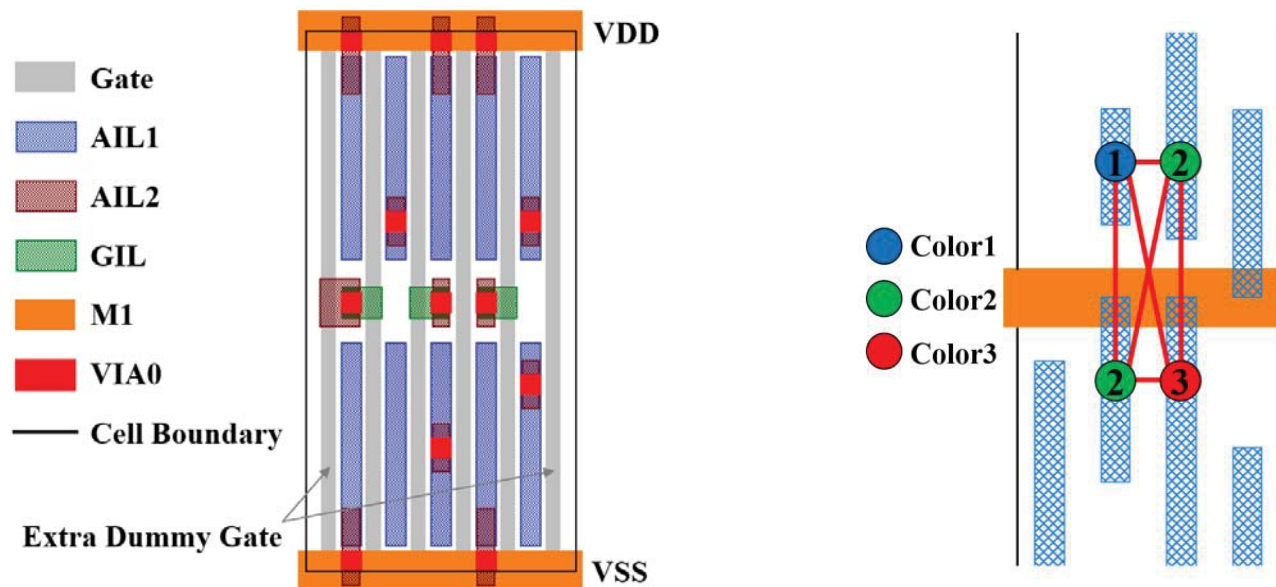 VDD
Gate
AIL1
AIL2
GIL
M1
VIA0
Cell Boundary
Extra Dummy Gate
VSS
Color1
Color2
Color3
1
2
2
3